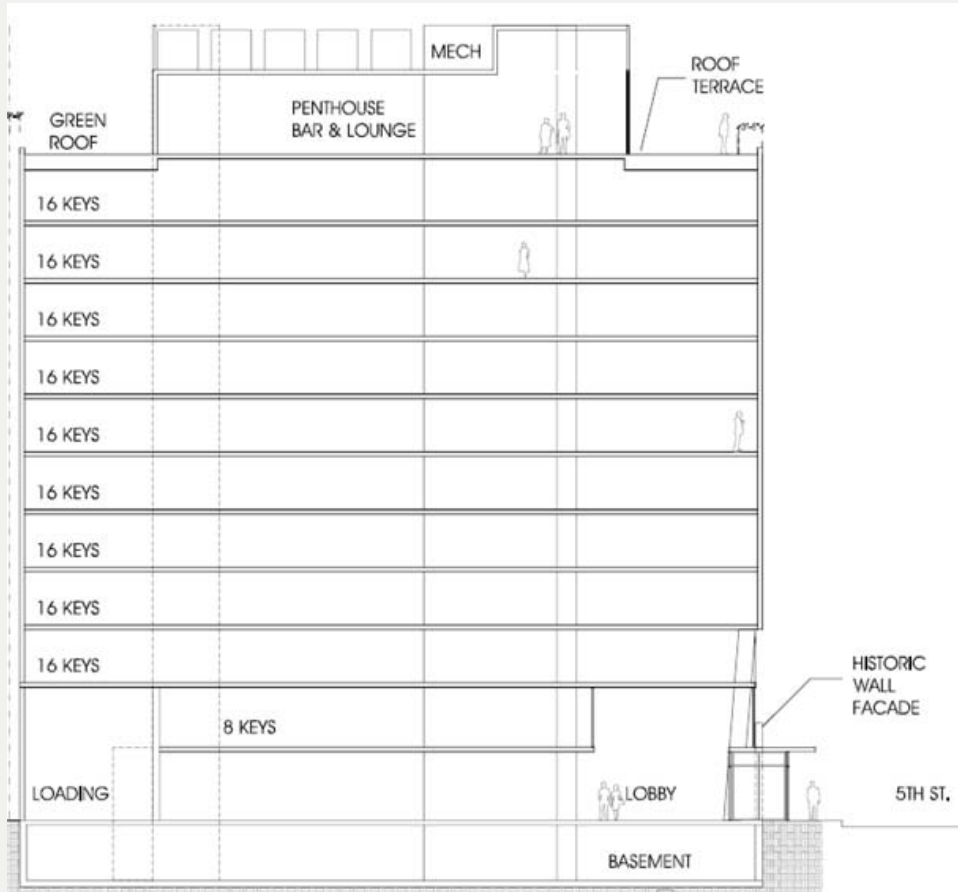 MECH
ROOF
TERRACE
PENTHOUSE
BAR & LOUNGE
GREEN
ROOF
16 KEYS
16 KEYS
16 KEYS
16 KEYS
16 KEYS
16 KEYS
16 KEYS
16 KEYS
16 KEYS
HISTORIC
WALL
FACADE
8 KEYS
LOADING
LOBBY
5TH ST.
BASEMENT